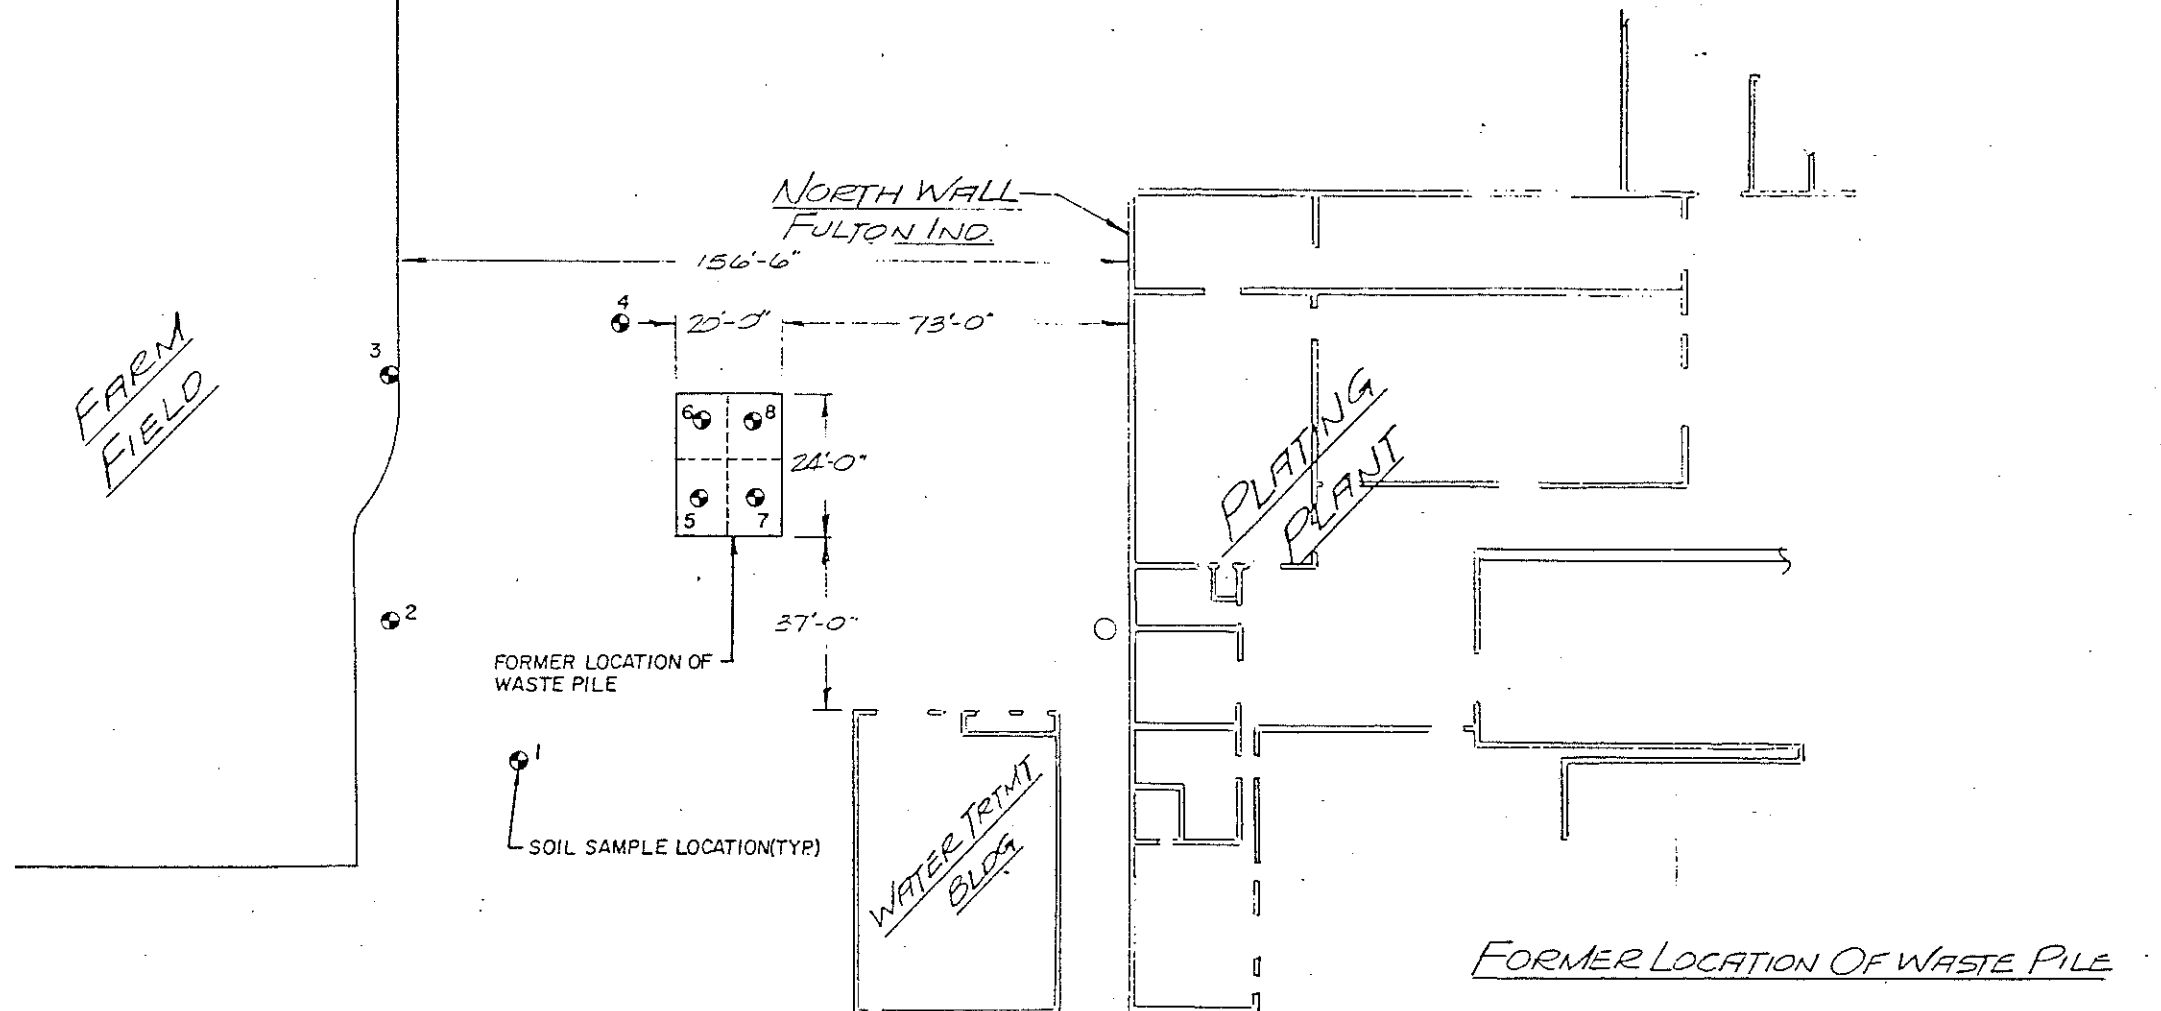 NORTH WALL
FULTON IND.
156'-6"
4
20'-0"
73'-0"
3
FARM
FIELD
6
8
24'-0"
5
7
PLATING
PLANT
2
37'-0"
FORMER LOCATION OF
WASTE PILE
1
SOIL SAMPLE LOCATION(TYP.)
WATER TRTMT
BLDG
FORMER LOCATION OF WASTE PILE